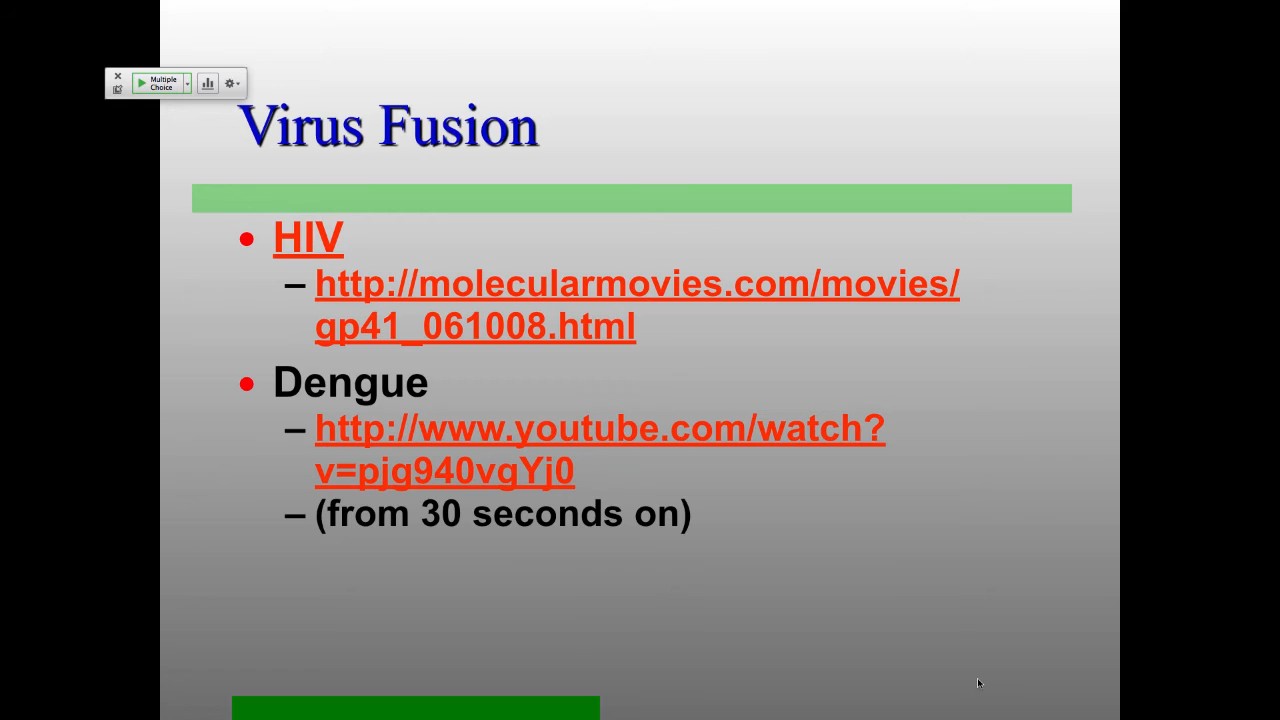 Multiple
Choice
Virus Fusion
• HIV
– http://molecularmovies.com/movies/
gp41_061008.html
• Dengue
– http://www.youtube.com/watch?
v=pjg940vgYj0
– (from 30 seconds on)